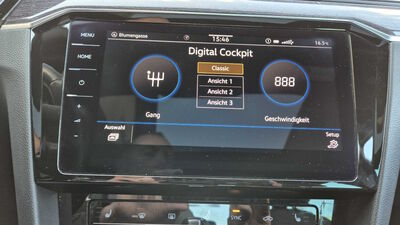 MENU
Blumengasse
15:46
16.5°C
HOME
Digital Cockpit
Classic
Ansicht 1
Ansicht 2
Ansicht 3
888
Gang
Geschwindigkeit
Auswahl
Setup
SYNC